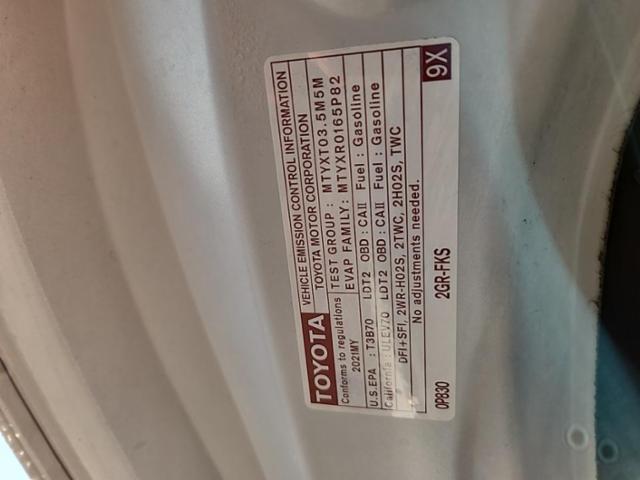 TOYOTA
VEHICLE EMISSION CONTROL INFORMATION
TOYOTA MOTOR CORPORATION
Conforms to regulations
2021MY
TEST GROUP : MTYXT03.5M5M
EVAP FAMILY: MTYXR0165P82
U.S.EPA : T3B70 LDT2 OBD : CAII Fuel : Gasoline
California : ULEV70 LDT2 OBD : CAII Fuel : Gasoline
DFI+SFI, 2WR-HO2S, 2TWC, 2HO2S, TWC
No adjustments needed.
0P830 2GR-FKS 9X